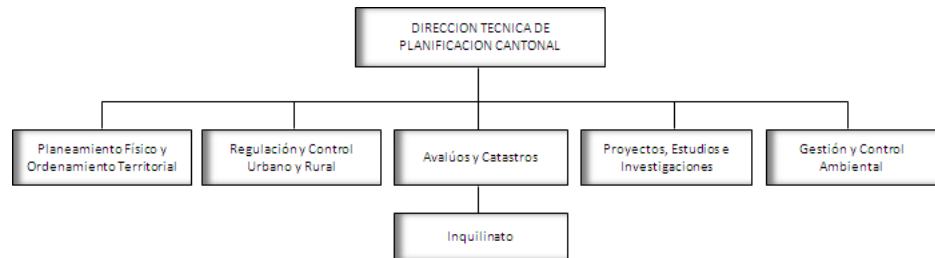 DIRECCION TECNICA DE
PLANIFICACION CANTONAL
Planeamiento Físico y
Ordenamiento Territorial
Regulación y Control
Urbano y Rural
Avalúos y Catastros
Proyectos, Estudios e
Investigaciones
Gestión y Control
Ambiental
Inquilinato